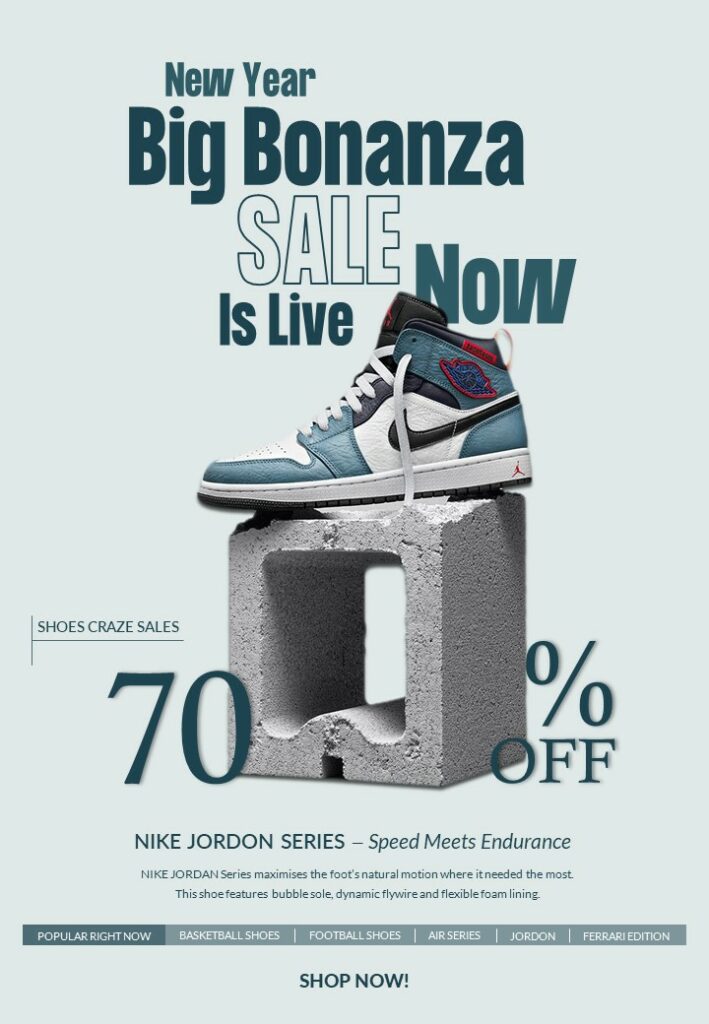 New Year
Big Bonanza
SALE
Now
Is Live
SHOES CRAZE SALES
70
%
OFF
NIKE JORDON SERIES – Speed Meets Endurance
NIKE JORDAN Series maximises the foot's natural motion where it needed the most.
This shoe features bubble sole, dynamic flywire and flexible foam lining.
POPULAR RIGHT NOW BASKETBALL SHOES | FOOTBALL SHOES | AIR SERIES | JORDON | FERRARI EDITION
SHOP NOW!